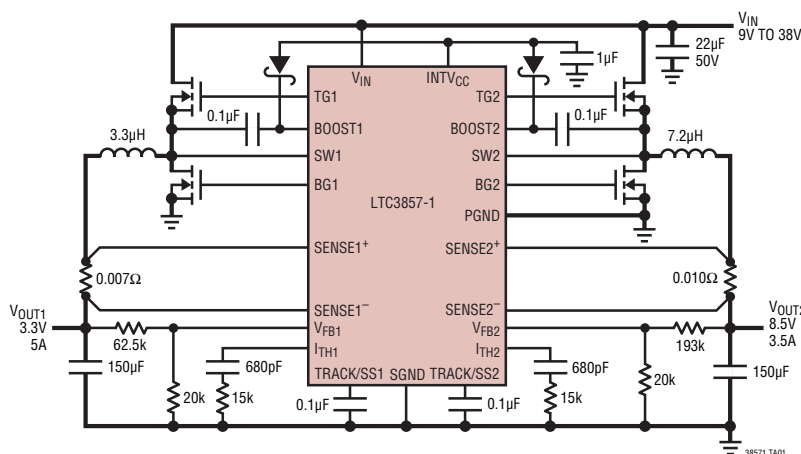 VIN
9V TO 38V
22µF
50V
1µF
VIN
INTVCC
TG1
TG2
0.1µF
0.1µF
BOOST1
BOOST2
3.3µH
7.2µH
SW1
SW2
BG1
BG2
LTC3857-1
PGND
SENSE1+
SENSE2+
0.007Ω
0.010Ω
SENSE1–
SENSE2–
VOUT1
3.3V
5A
VOUT2
8.5V
3.5A
VFB1
VFB2
62.5k
193k
ITH1
ITH2
150µF
680pF
680pF
150µF
TRACK/SS1
SGND
TRACK/SS2
20k
15k
0.1µF
0.1µF
15k
20k
38571 TA01